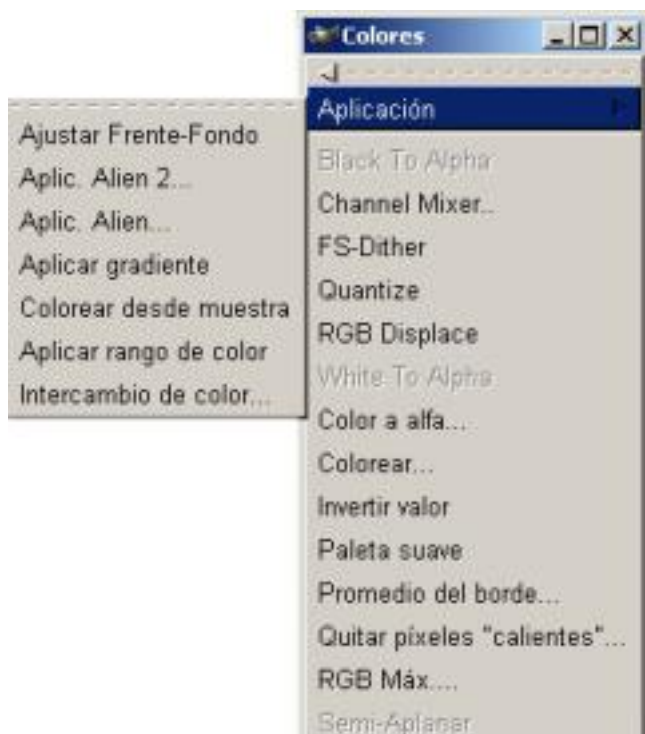 Colores
Aplicación
Ajustar Frente-Fondo
Aplic. Alien 2...
Aplic. Alien...
Aplicar gradiente
Colorear desde muestra
Aplicar rango de color
Intercambio de color...
Black To Alpha
Channel Mixer..
FS-Dither
Quantize
RGB Displace
White To Alpha
Color a alfa...
Colorear...
Invertir valor
Paleta suave
Promedio del borde...
Quitar píxeles "calientes"...
RGB Máx....
Semi-Aplanar